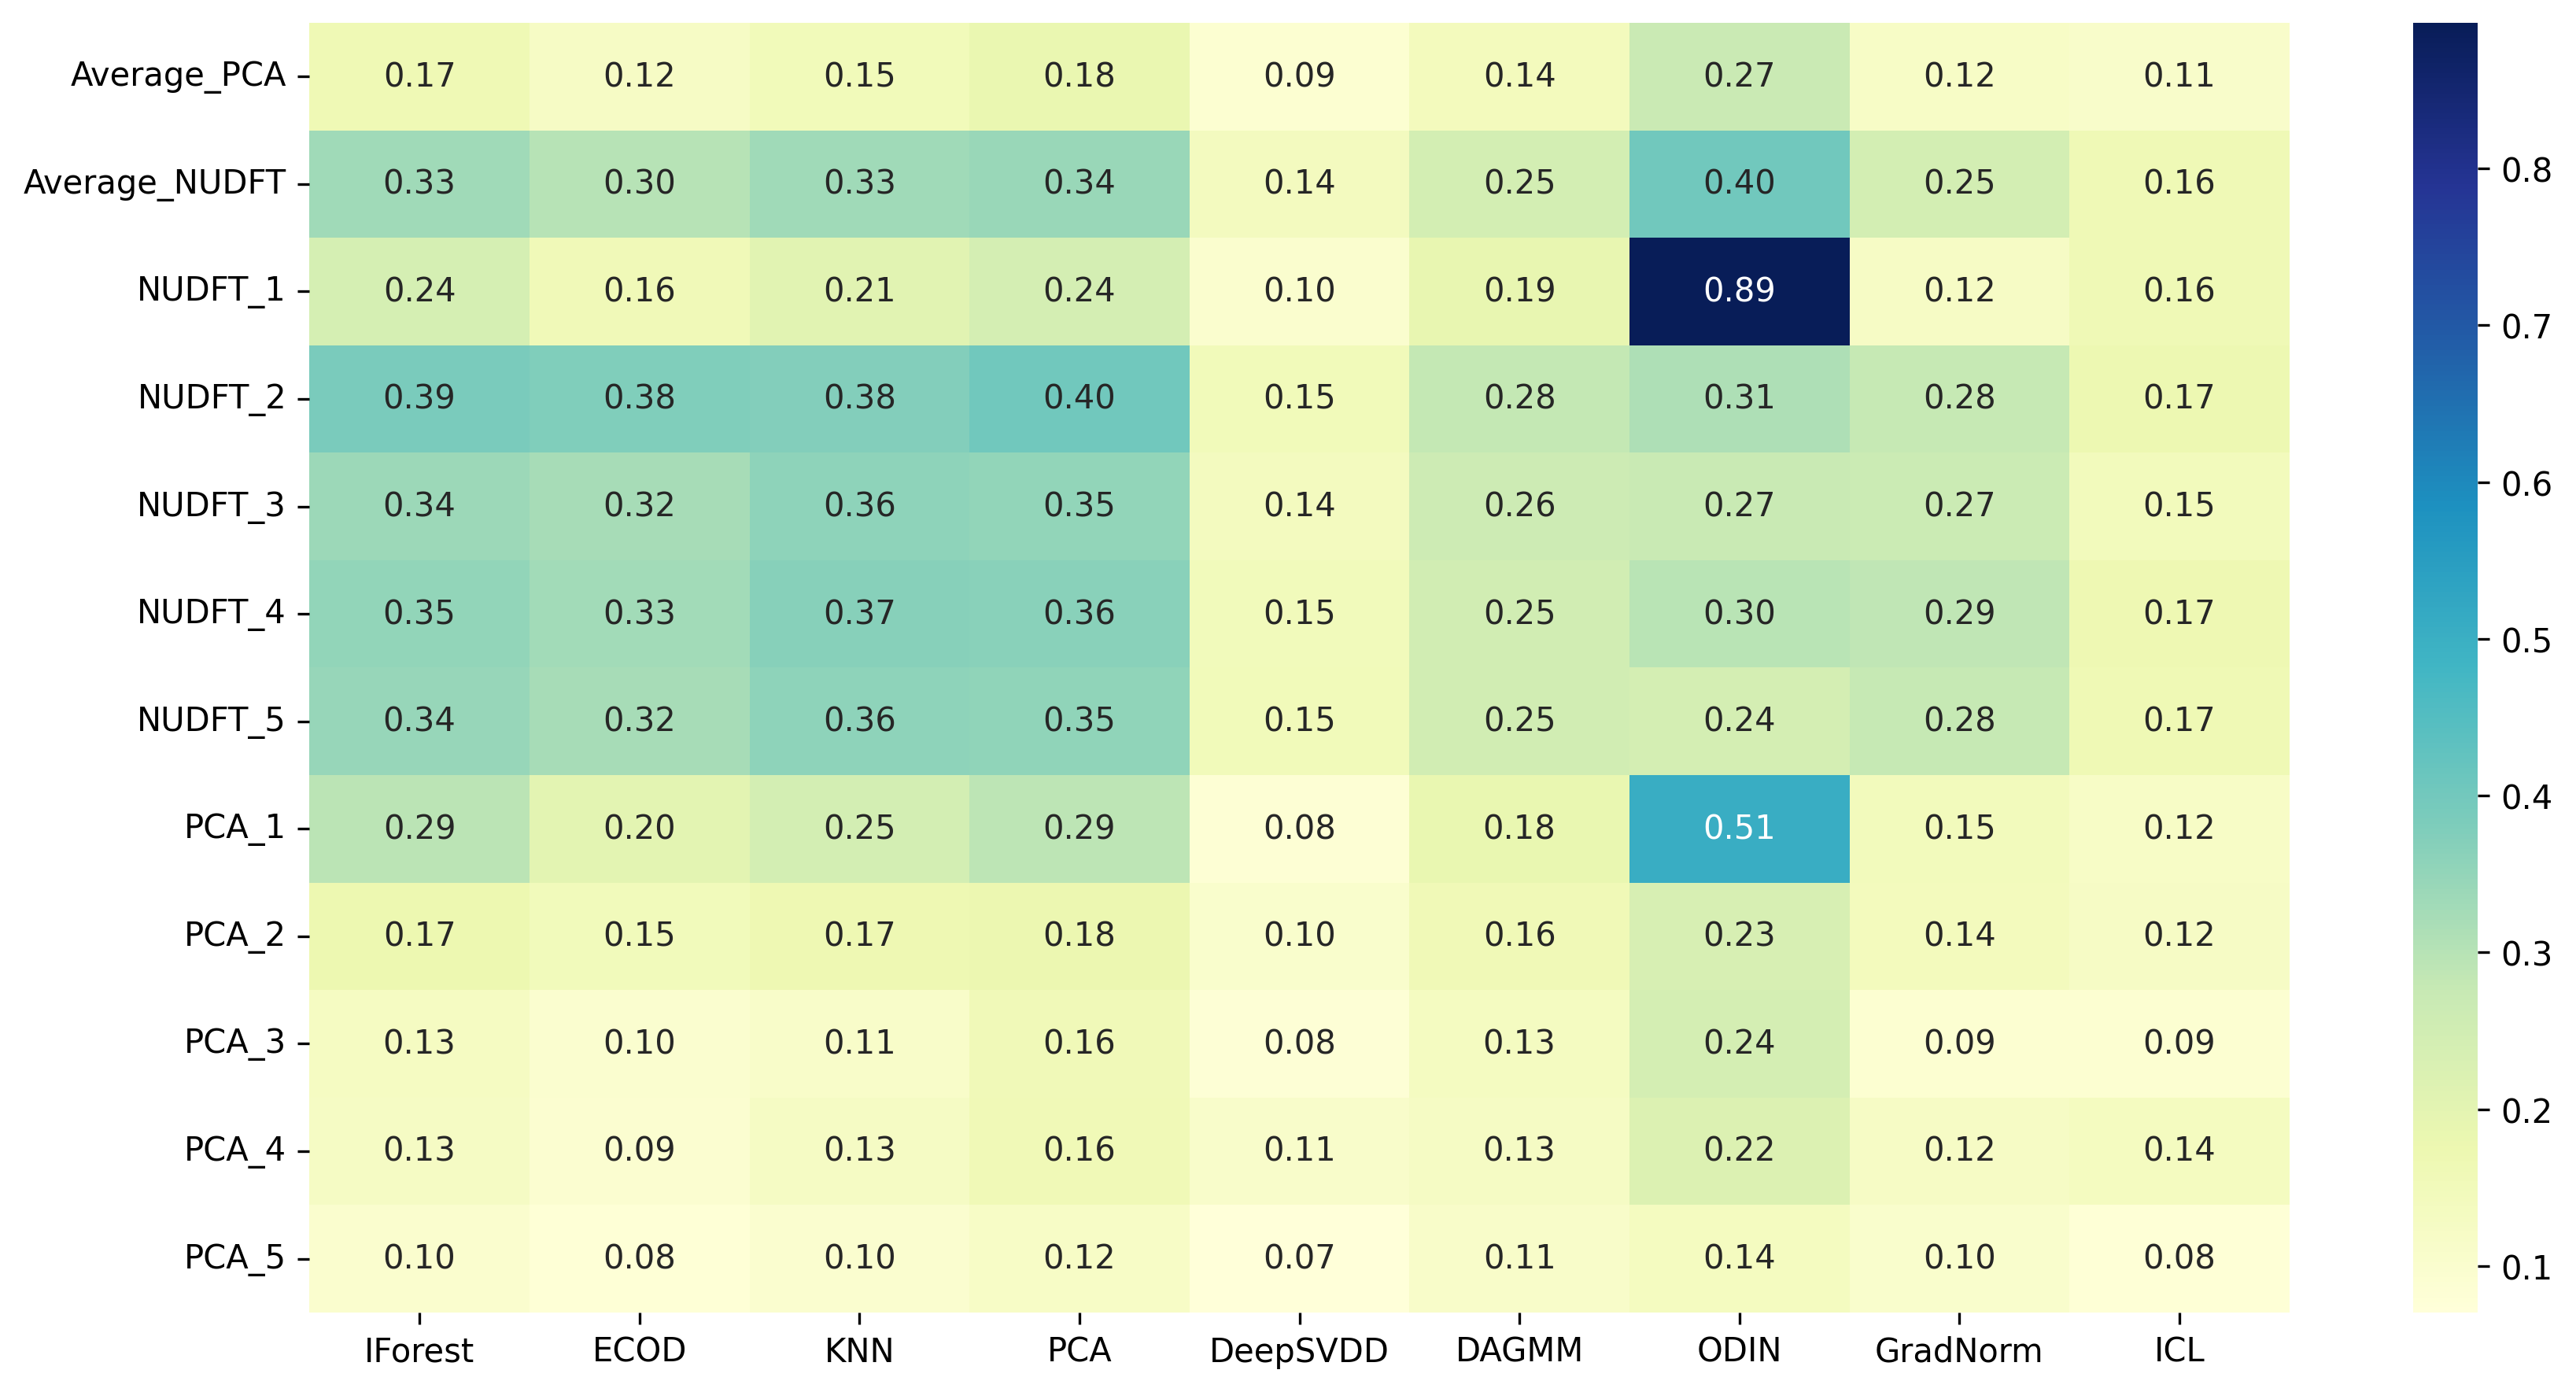 Average_PCA 0.17 0.12 0.15 0.18 0.09 0.14 0.27 0.12 0.11
Average_NUDFT 0.33 0.30 0.33 0.34 0.14 0.25 0.40 0.25 0.16
NUDFT_1 0.24 0.16 0.21 0.24 0.10 0.19 0.89 0.12 0.16
NUDFT_2 0.39 0.38 0.38 0.40 0.15 0.28 0.31 0.28 0.17
NUDFT_3 0.34 0.32 0.36 0.35 0.14 0.26 0.27 0.27 0.15
NUDFT_4 0.35 0.33 0.37 0.36 0.15 0.25 0.30 0.29 0.17
NUDFT_5 0.34 0.32 0.36 0.35 0.15 0.25 0.24 0.28 0.17
PCA_1 0.29 0.20 0.25 0.29 0.08 0.18 0.51 0.15 0.12
PCA_2 0.17 0.15 0.17 0.18 0.10 0.16 0.23 0.14 0.12
PCA_3 0.13 0.10 0.11 0.16 0.08 0.13 0.24 0.09 0.09
PCA_4 0.13 0.09 0.13 0.16 0.11 0.13 0.22 0.12 0.14
PCA_5 0.10 0.08 0.10 0.12 0.07 0.11 0.14 0.10 0.08
IForest ECOD KNN PCA DeepSVDD DAGMM ODIN GradNorm ICL
0.8
0.7
0.6
0.5
0.4
0.3
0.2
0.1